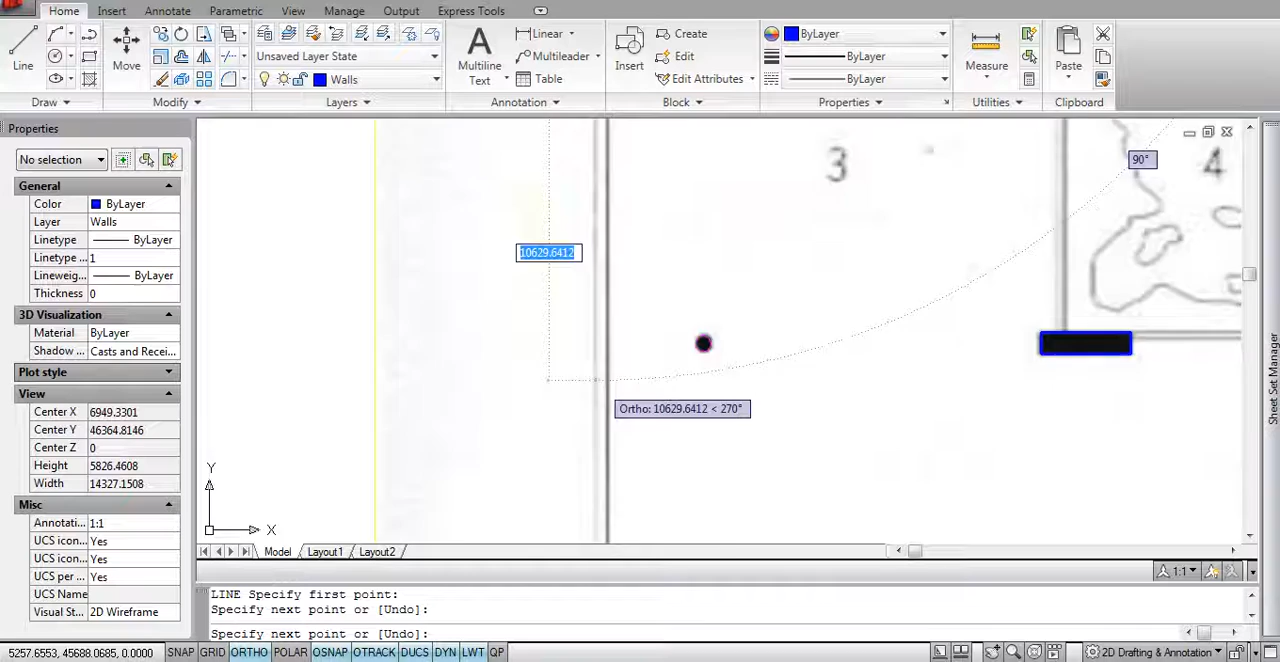 Home Insert Annotate Parametric View Manage Output Express Tools
Line Move Unsaved Layer State Walls Multiline Text Linear Multileader Table Insert Create Edit Edit Attributes ByLayer ByLayer ByLayer Measure Paste
Draw Modify Layers Annotation Block Properties Utilities Clipboard
Properties
No selection
General
Color ByLayer
Layer Walls
Linetype ByLayer
Linetype ... 1
Lineweig... ByLayer
Thickness 0
3D Visualization
Material ByLayer
Shadow ... Casts and Recei...
Plot style
View
Center X 6949.3301
Center Y 46364.8146
Center Z 0
Height 5826.4608
Width 14327.1508
Misc
Annotati... 1:1
UCS icon... Yes
UCS icon... Yes
UCS per ... Yes
UCS Name
Visual St... 2D Wireframe
3
90°
4
10629.6412
Ortho: 10629.6412 < 270°
Y
X
Sheet Set Manager
Model Layout1 Layout2
1:1
LINE Specify first point:
Specify next point or [Undo]:
Specify next point or [Undo]:
5257.6553, 45688.0685, 0.0000 SNAP GRID ORTHO POLAR OSNAP OTRACK DUCS DYN LWT QP 2D Drafting & Annotation